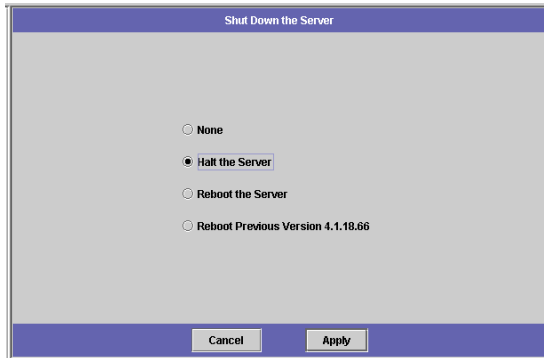 Shut Down the Server
None
Halt the Server
Reboot the Server
Reboot Previous Version 4.1.18.66
Cancel
Apply